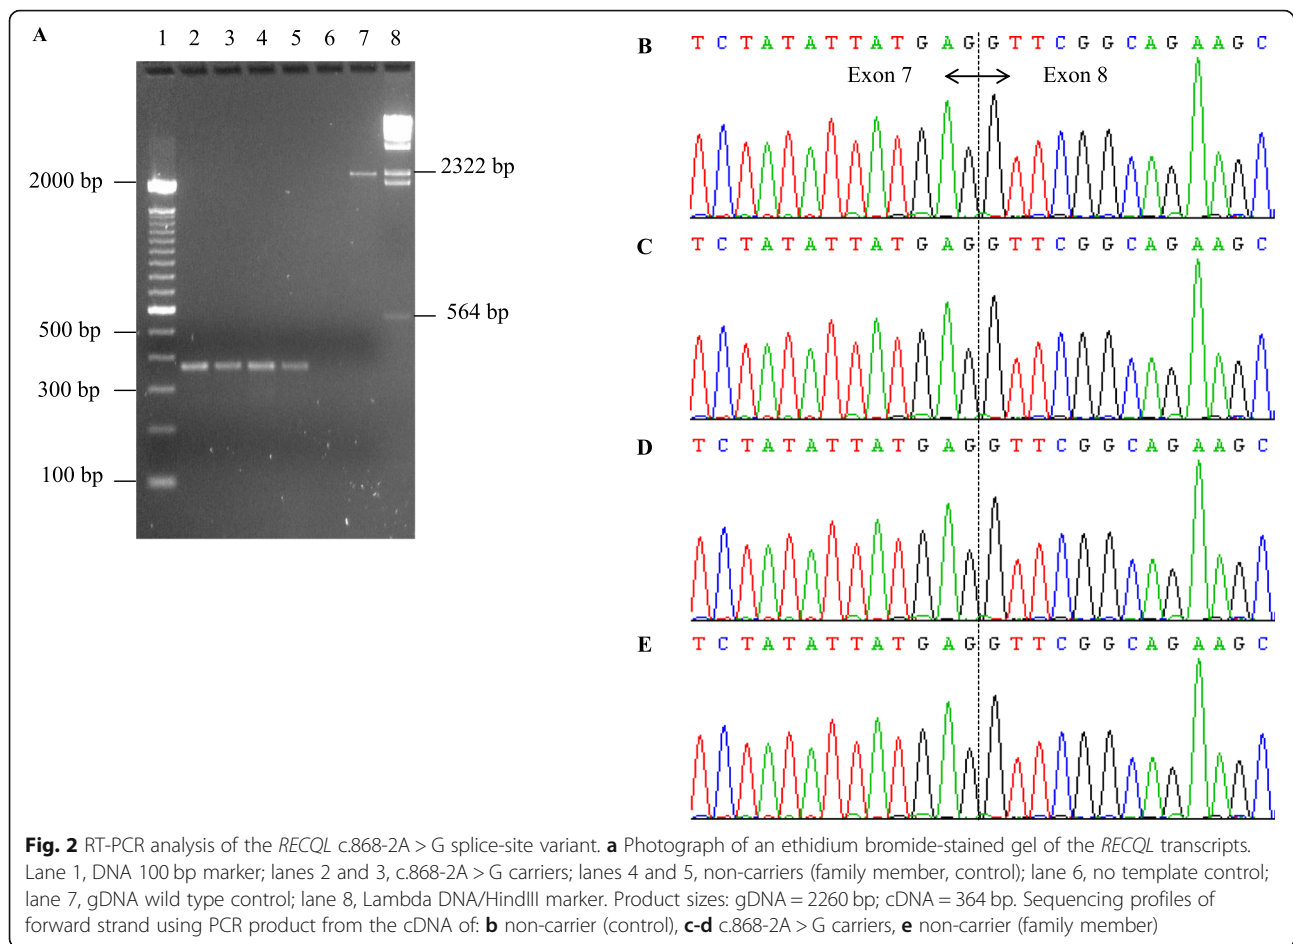 A
1 2 3 4 5 6 7 8
2000 bp
500 bp
300 bp
100 bp
2322 bp
564 bp
B
T C T A T A T T A T G A G G T T C G G C A G A A G C
Exon 7
Exon 8
C
T C T A T A T T A T G A G G T T C G G C A G A A G C
D
T C T A T A T T A T G A G G T T C G G C A G A A G C
E
T C T A T A T T A T G A G G T T C G G C A G A A G C
Fig. 2 RT-PCR analysis of the RECQL c.868-2A > G splice-site variant. a Photograph of an ethidium bromide-stained gel of the RECQL transcripts.
Lane 1, DNA 100 bp marker; lanes 2 and 3, c.868-2A > G carriers; lanes 4 and 5, non-carriers (family member, control); lane 6, no template control;
lane 7, gDNA wild type control; lane 8, Lambda DNA/HindIII marker. Product sizes: gDNA = 2260 bp; cDNA = 364 bp. Sequencing profiles of
forward strand using PCR product from the cDNA of: b non-carrier (control), c-d c.868-2A > G carriers, e non-carrier (family member)